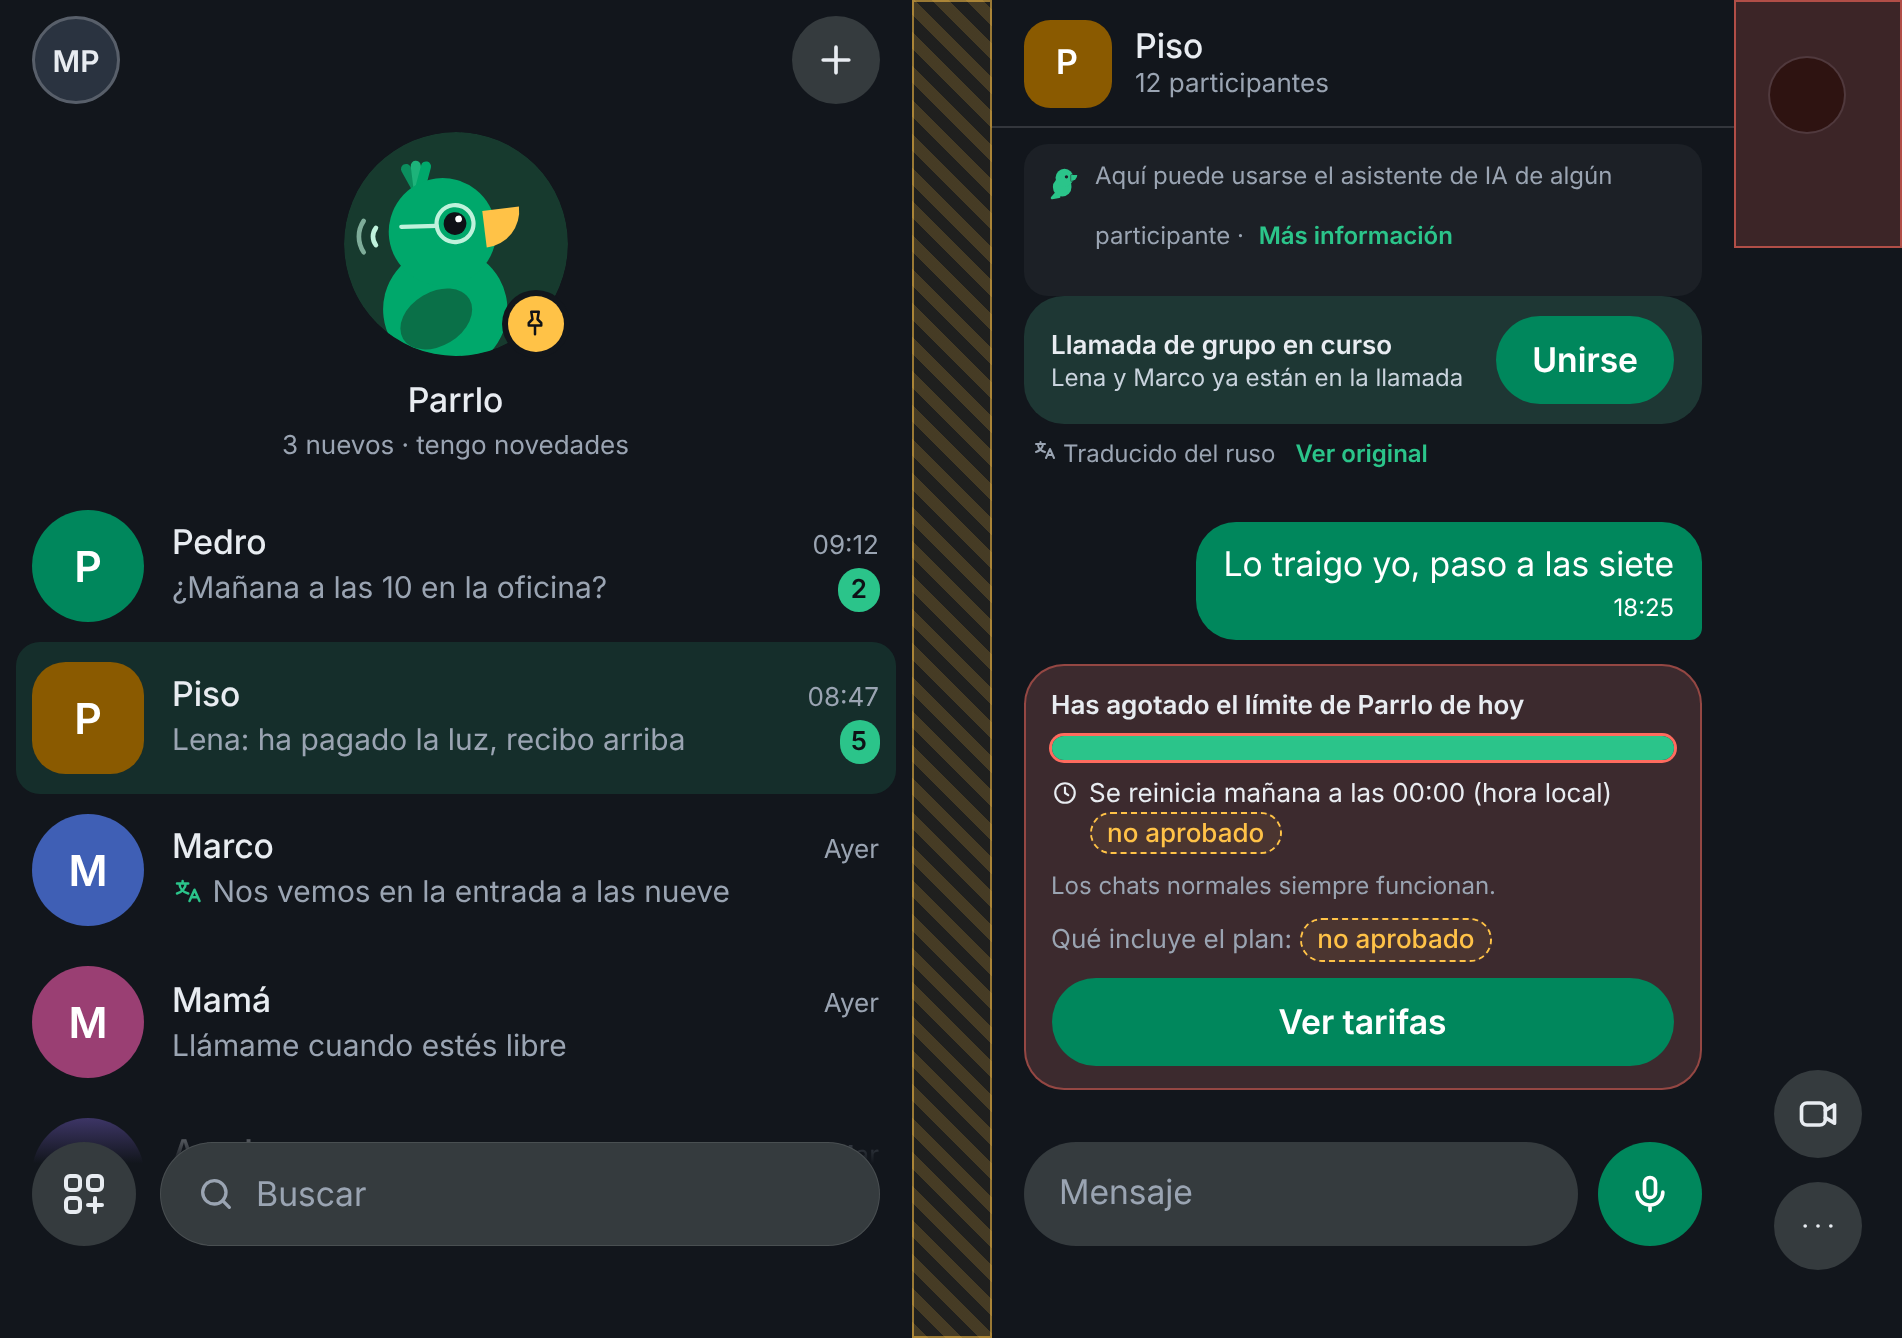 MP
Parrlo
3 nuevos · tengo novedades
P
Pedro
09:12
¿Mañana a las 10 en la oficina?
2
P
Piso
08:47
Lena: ha pagado la luz, recibo arriba
5
M
Marco
Ayer
Nos vemos en la entrada a las nueve
M
Mamá
Ayer
Llámame cuando estés libre
Buscar
P
Piso
12 participantes
Aquí puede usarse el asistente de IA de algún
participante · Más información
Llamada de grupo en curso
Lena y Marco ya están en la llamada
Unirse
Traducido del ruso Ver original
Lo traigo yo, paso a las siete
18:25
Has agotado el límite de Parrlo de hoy
Se reinicia mañana a las 00:00 (hora local)
no aprobado
Los chats normales siempre funcionan.
Qué incluye el plan: no aprobado
Ver tarifas
Mensaje